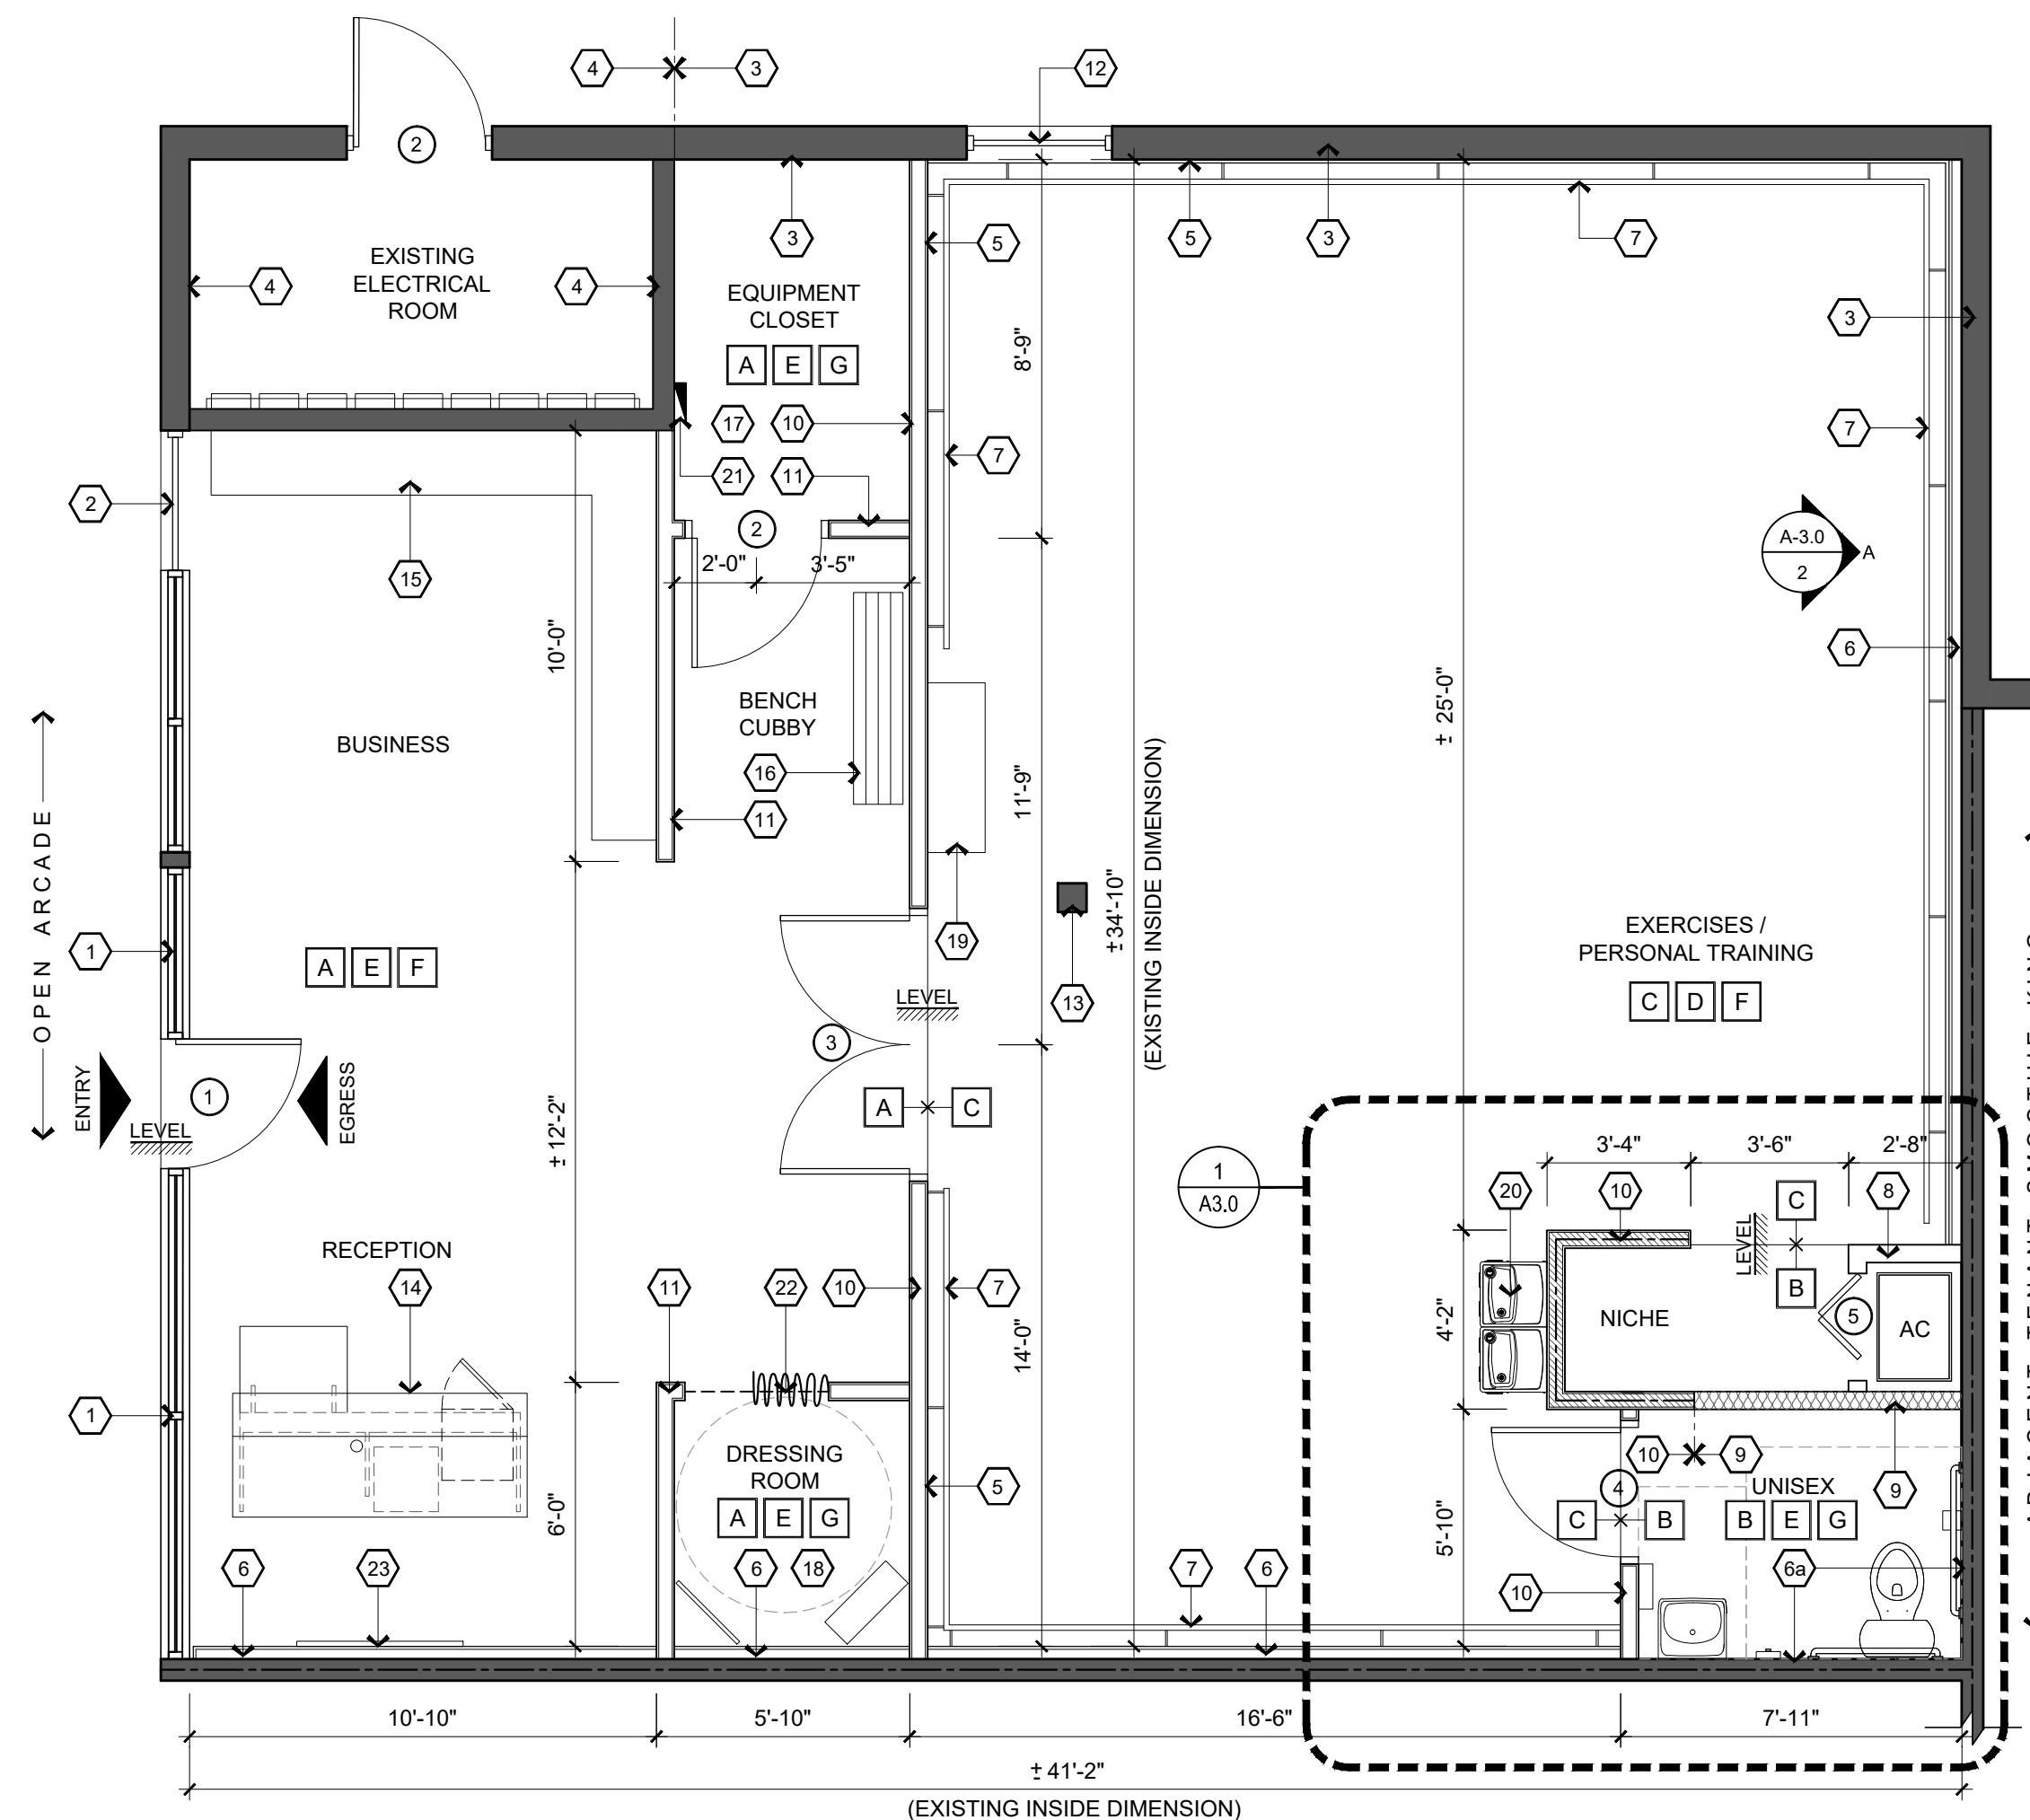 4
3
12
2
EXISTING
ELECTRICAL
ROOM
4
4
3
5
5
3
7
EQUIPMENT
CLOSET
A E G
8'-9"
3
17
10
7
7
21
11
2
2
2'-0"
3'-5"
15
A-3.0
2
A
10'-0"
± 25'-0"
6
BENCH
CUBBY
BUSINESS
16
11
11'-9"
±34'-10"
(EXISTING INSIDE DIMENSION)
OPEN ARCADE
1
A E F
19
13
LEVEL
EXERCISES /
PERSONAL TRAINING
C D F
3
ENTRY
1
EGRESS
LEVEL
A
C
± 12'-2"
1
A3.0
3'-4"
3'-6"
2'-8"
20
10
C
8
LEVEL
B
RECEPTION
14
11
22
10
7
14'-0"
4'-2"
NICHE
5
AC
1
DRESSING
ROOM
A E G
5
10
9
4
UNISEX
9
C
B
B E G
6'-0"
5'-10"
6
23
6
18
7
6
10
6a
10'-10"
5'-10"
16'-6"
7'-11"
± 41'-2"
(EXISTING INSIDE DIMENSION)